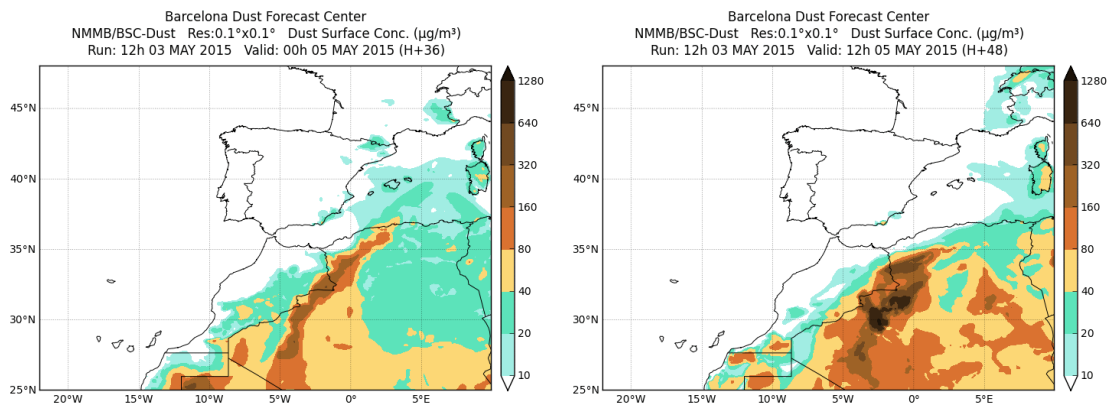 Barcelona Dust Forecast Center
NMMB/BSC-Dust Res:0.1°x0.1° Dust Surface Conc. (µg/m³)
Run: 12h 03 MAY 2015 Valid: 00h 05 MAY 2015 (H+36)
45°N
40°N
35°N
30°N
25°N
20°W
15°W
10°W
5°W
0°
5°E
1280
640
320
160
80
40
20
10
Barcelona Dust Forecast Center
NMMB/BSC-Dust Res:0.1°x0.1° Dust Surface Conc. (µg/m³)
Run: 12h 03 MAY 2015 Valid: 12h 05 MAY 2015 (H+48)
45°N
40°N
35°N
30°N
25°N
20°W
15°W
10°W
5°W
0°
5°E
1280
640
320
160
80
40
20
10